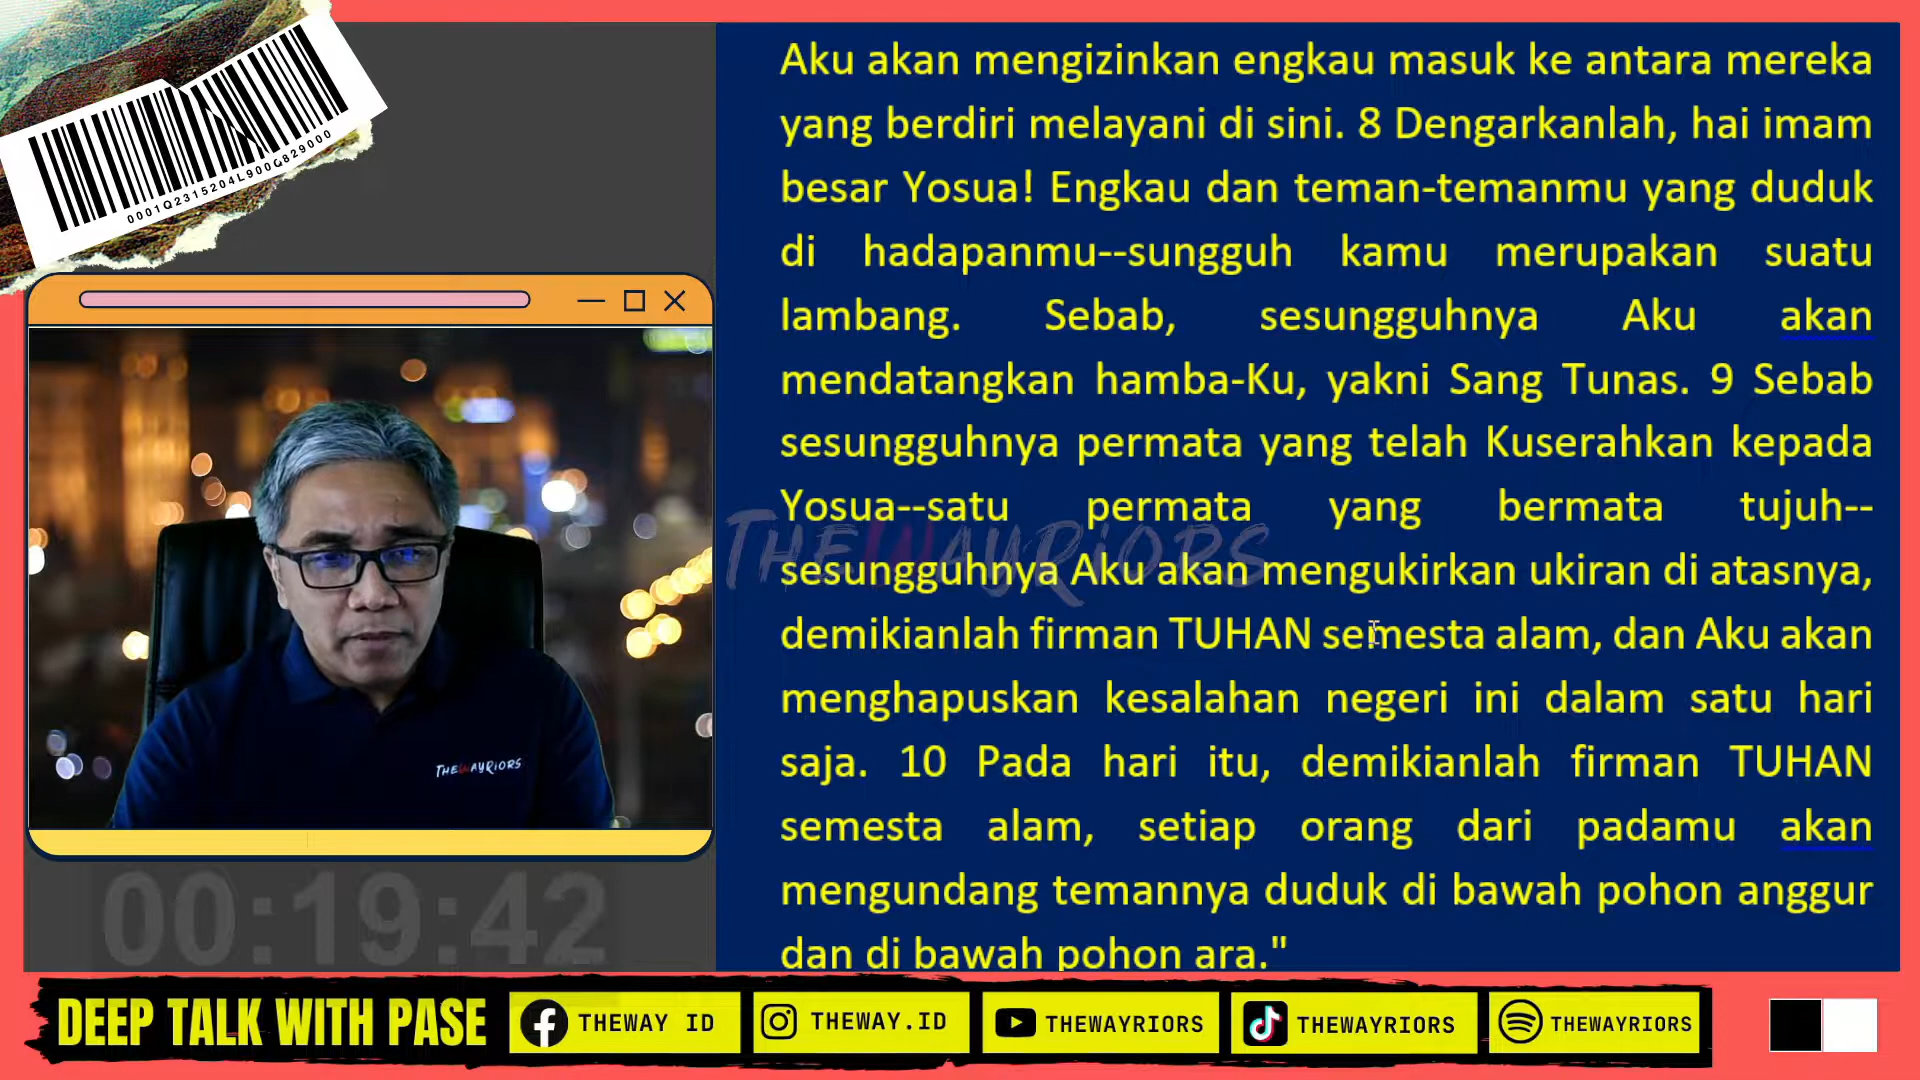 0001Q2315204L900G82900
Aku akan mengizinkan engkau masuk ke antara mereka
yang berdiri melayani di sini. 8 Dengarkanlah, hai imam
besar Yosua! Engkau dan teman-temanmu yang duduk
di hadapanmu--sungguh kamu merupakan suatu
lambang. Sebab, sesungguhnya Aku akan
mendatangkan hamba-Ku, yakni Sang Tunas. 9 Sebab
sesungguhnya permata yang telah Kuserahkan kepada
Yosua--satu permata yang bermata tujuh--
sesungguhnya Aku akan mengukirkan ukiran di atasnya,
demikianlah firman TUHAN semesta alam, dan Aku akan
menghapuskan kesalahan negeri ini dalam satu hari
saja. 10 Pada hari itu, demikianlah firman TUHAN
semesta alam, setiap orang dari padamu akan
mengundang temannya duduk di bawah pohon anggur
dan di bawah pohon ara."
THEWAYRIORS
THEWAYRIORS
00:19:42
DEEP TALK WITH PASE
THEWAY ID
THEWAY.ID
THEWAYRIORS
THEWAYRIORS
THEWAYRIORS